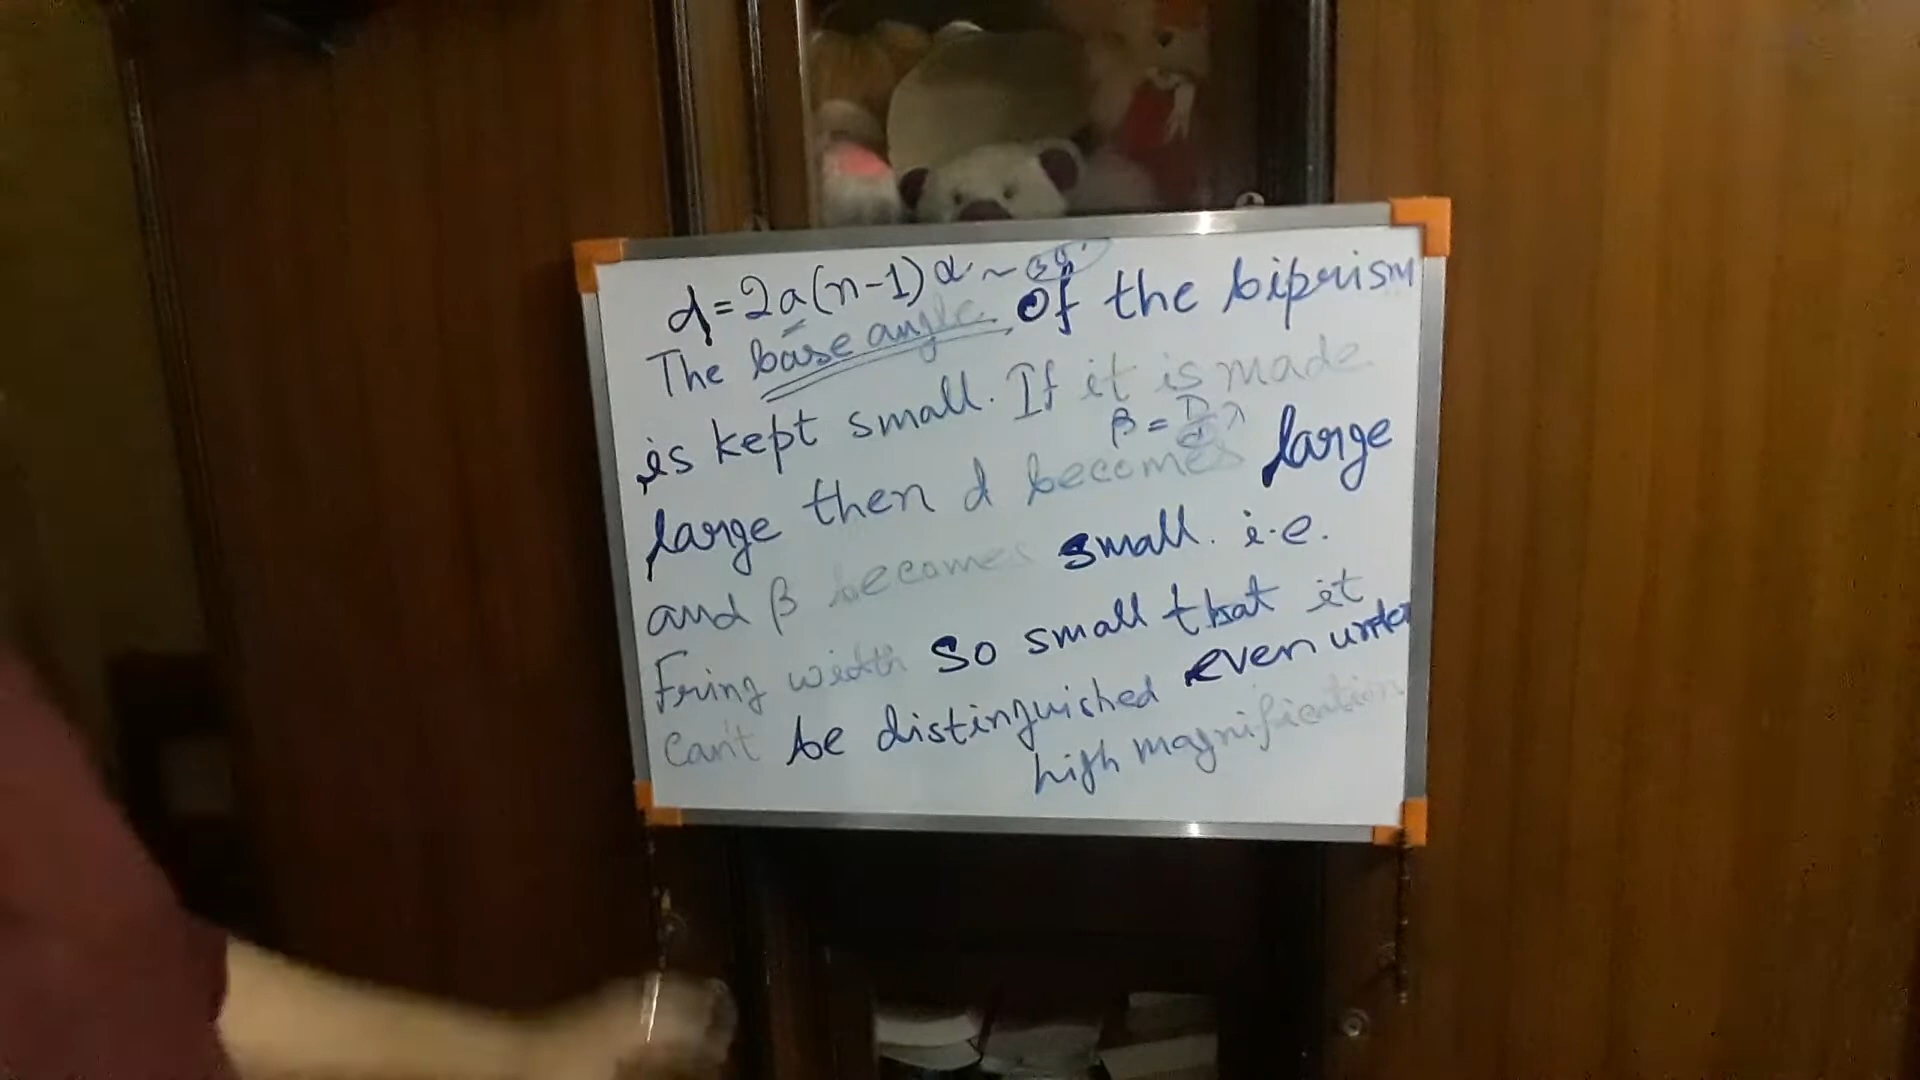 d=2a(n-1)α ~ 
The base angle of the biprism
is kept small. If it is made
β = D/d λ
large then d becomes large
and β becomes small. i.e.
Fring width so small that it
can't be distinguished even under
high magnification